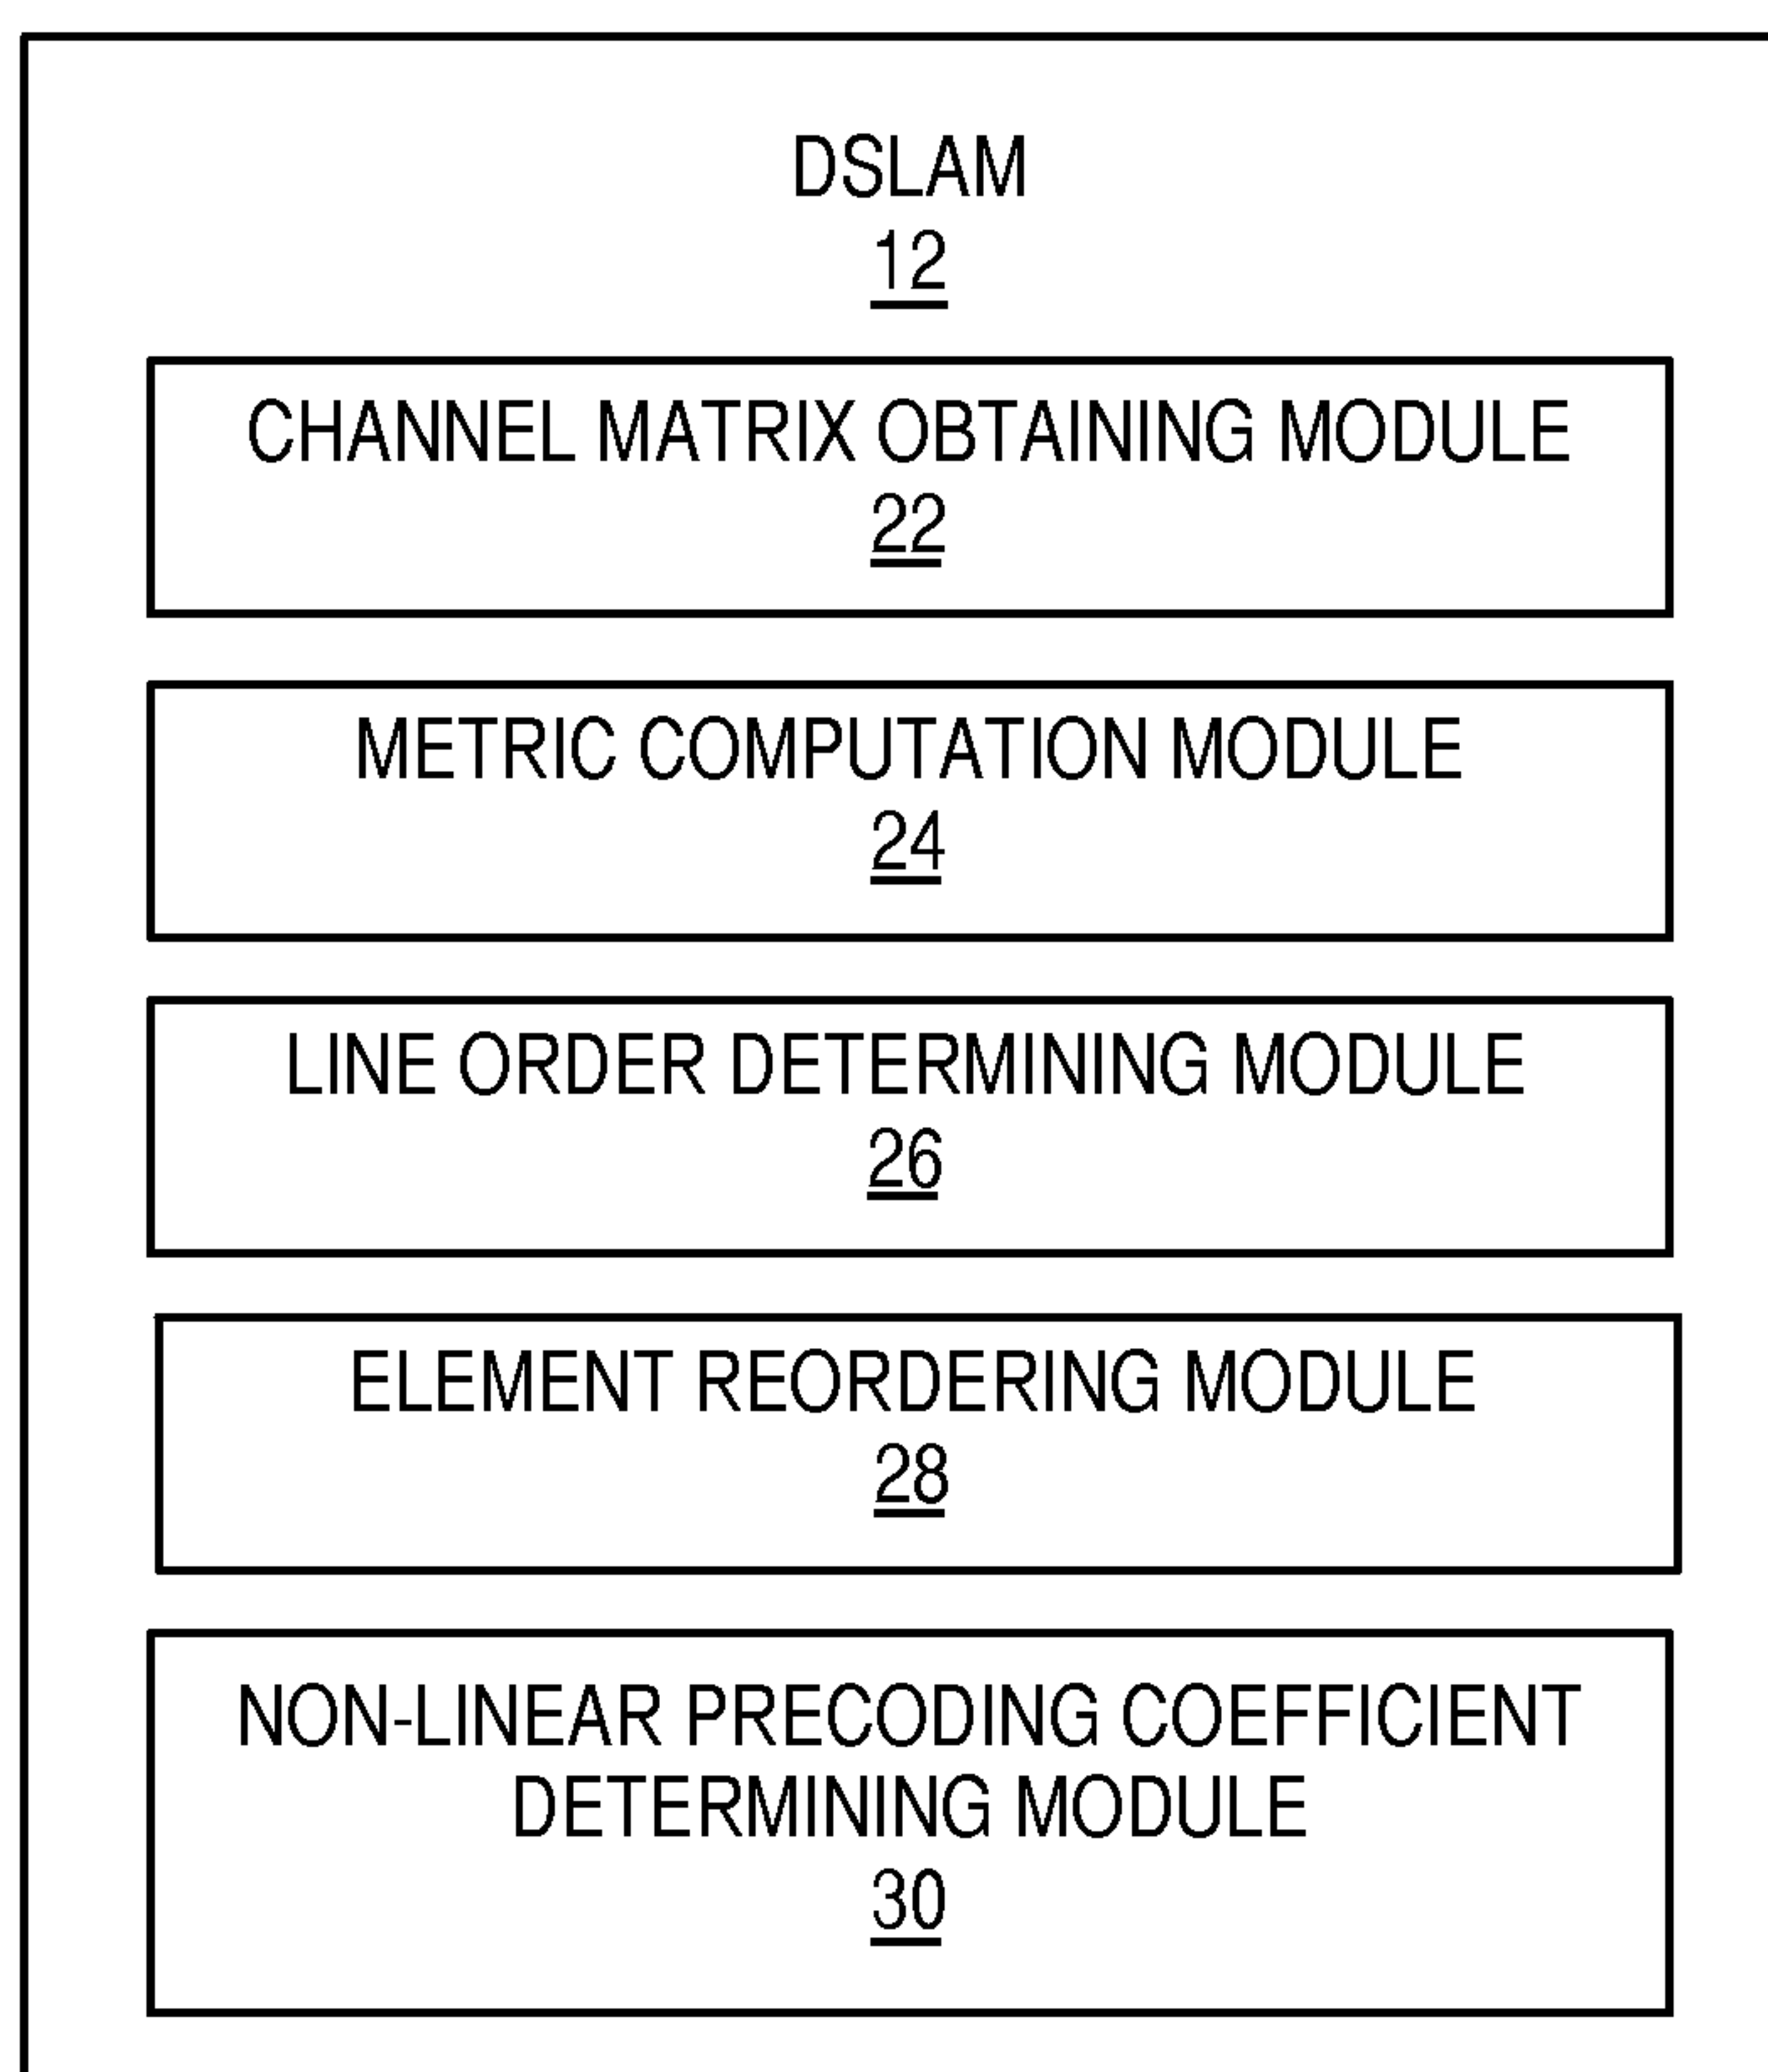 DSLAM
12
CHANNEL MATRIX OBTAINING MODULE
22
METRIC COMPUTATION MODULE
24
LINE ORDER DETERMINING MODULE
26
ELEMENT REORDERING MODULE
28
NON-LINEAR PRECODING COEFFICIENT
DETERMINING MODULE
30